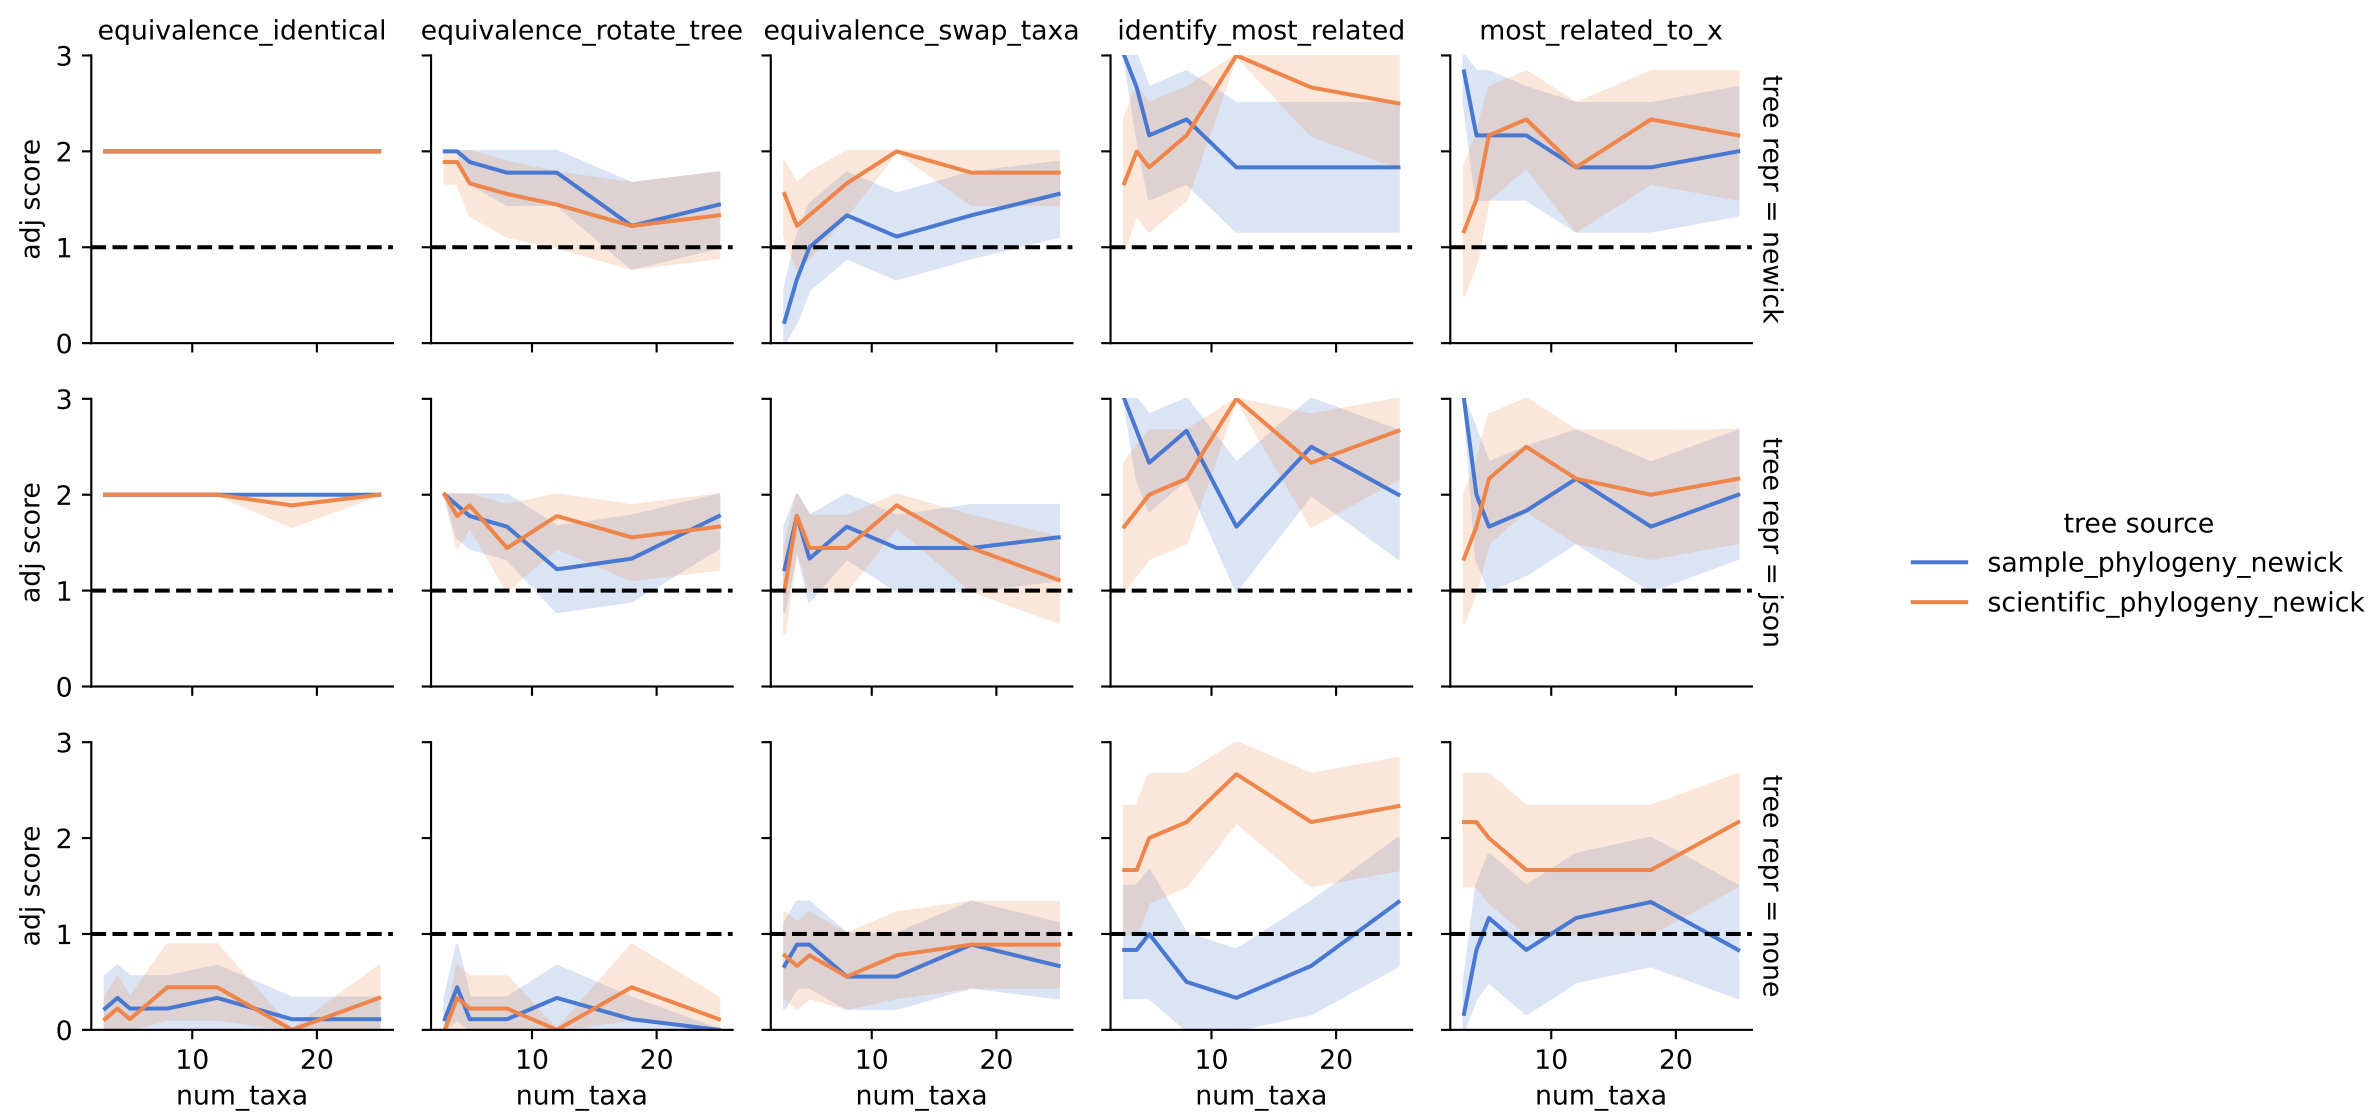 equivalence_identical equivalence_rotate_tree equivalence_swap_taxa identify_most_related most_related_to_x
3
2
1
0
adj score
tree repr = newick
3
2
1
0
adj score
tree repr = json
3
2
1
0
adj score
tree repr = none
10 20 10 20 10 20 10 20 10 20
num_taxa num_taxa num_taxa num_taxa num_taxa
tree source
sample_phylogeny_newick
scientific_phylogeny_newick